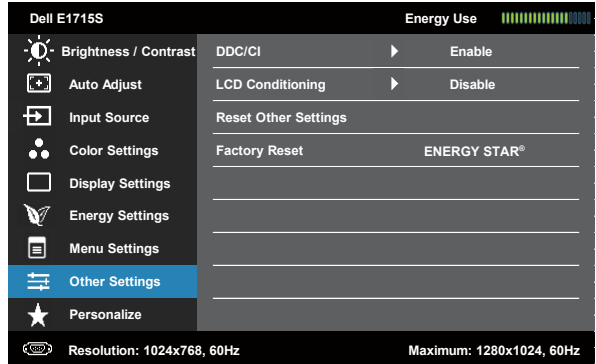 Dell E1715S Energy Use
Brightness / Contrast DDC/CI Enable
Auto Adjust LCD Conditioning Disable
Input Source Reset Other Settings
Color Settings Factory Reset ENERGY STAR®
Display Settings
Energy Settings
Menu Settings
Other Settings
Personalize
Resolution: 1024x768, 60Hz Maximum: 1280x1024, 60Hz